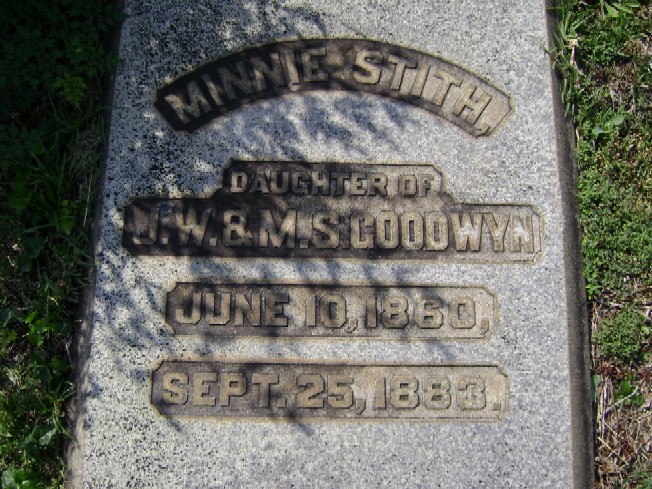 MINNIE STITH,
DAUGHTER OF
J.W. & M.S. GOODWYN
JUNE 10, 1860,
SEPT. 25, 1883.